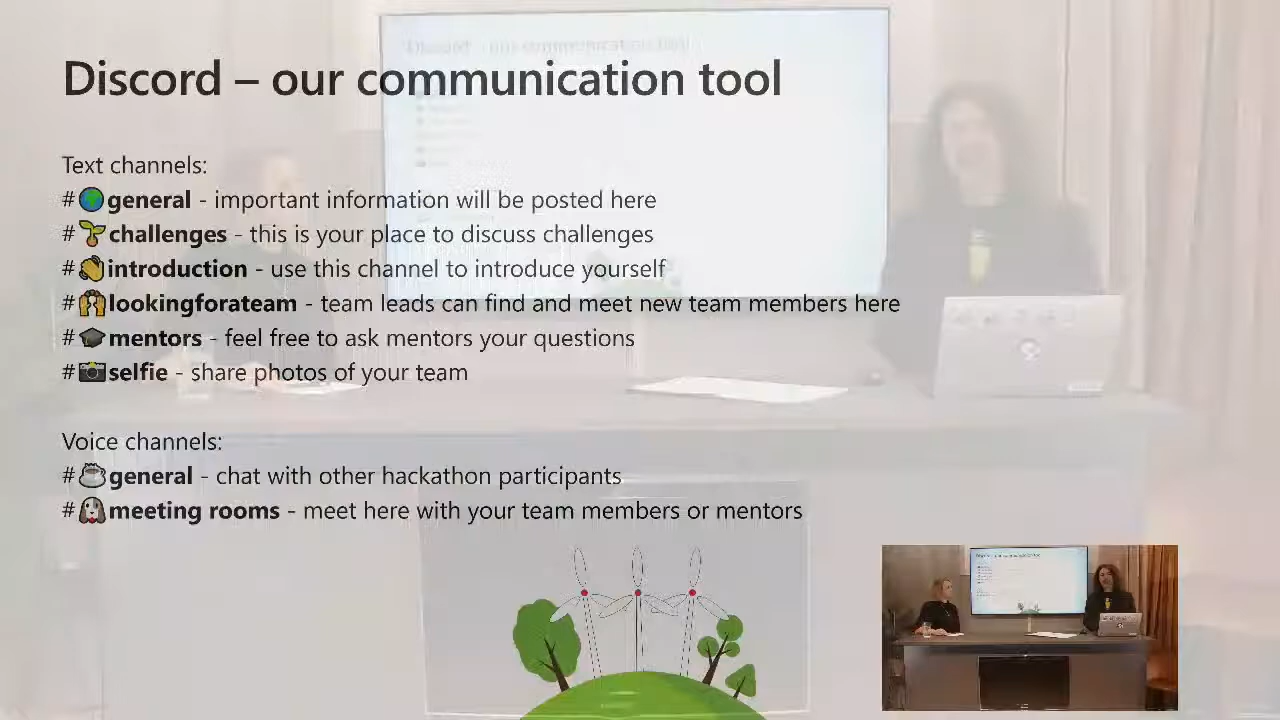 Discord – our communication tool
Text channels:
#🌍general - important information will be posted here
#🌱challenges - this is your place to discuss challenges
#👋introduction - use this channel to introduce yourself
#🙌lookingforateam - team leads can find and meet new team members here
#🎓mentors - feel free to ask mentors your questions
#📷selfie - share photos of your team
Voice channels:
#☕general - chat with other hackathon participants
#🐶meeting rooms - meet here with your team members or mentors